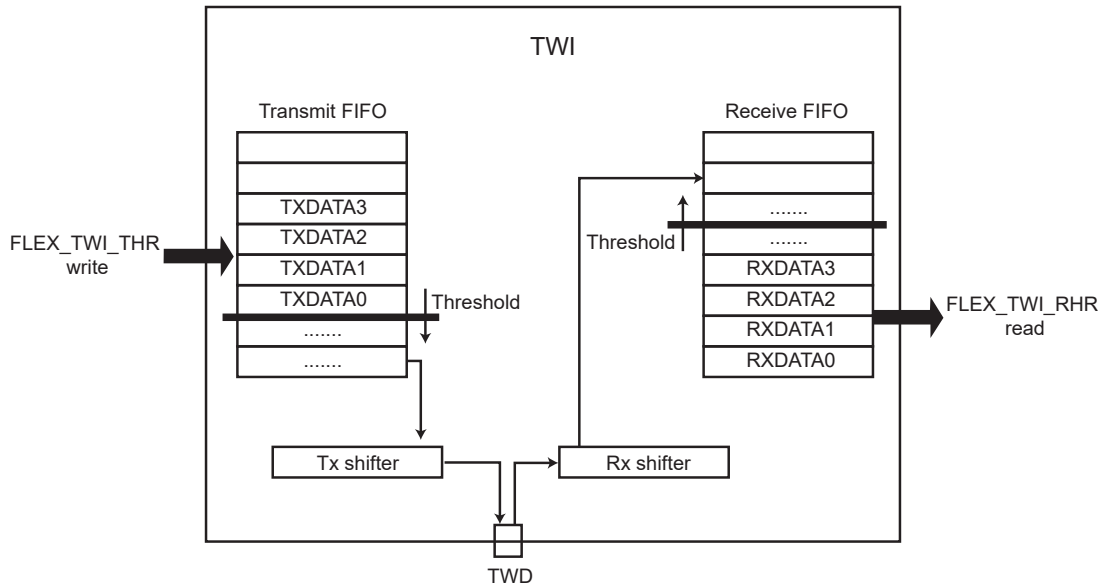 TWI
Transmit FIFO
TXDATA3
TXDATA2
TXDATA1
TXDATA0
.......
.......
Threshold
FLEX_TWI_THR
write
Receive FIFO
.......
.......
RXDATA3
RXDATA2
RXDATA1
RXDATA0
Threshold
FLEX_TWI_RHR
read
Tx shifter
Rx shifter
TWD